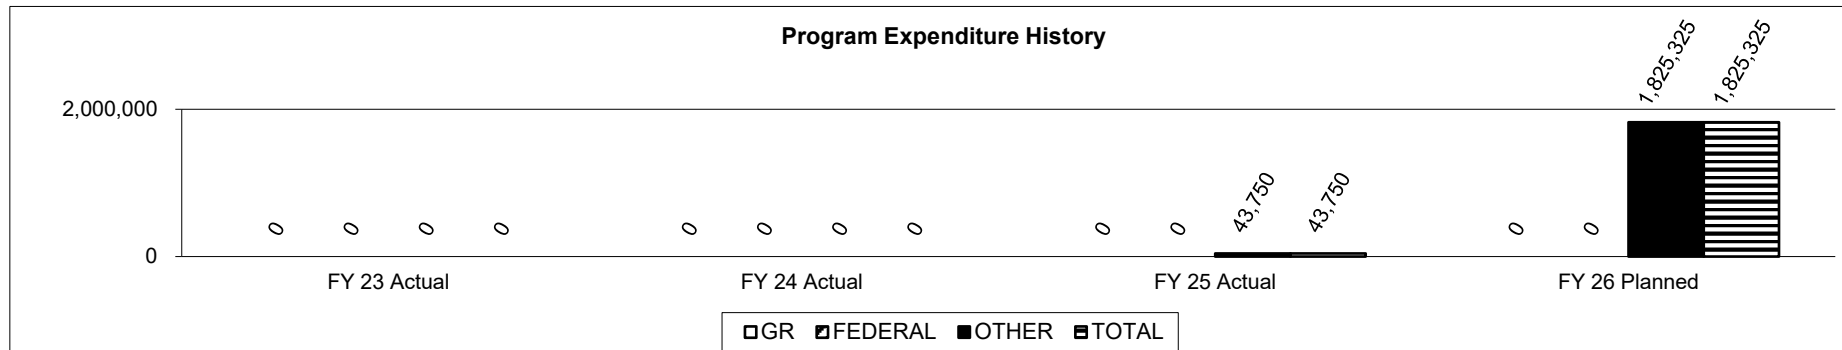 Program Expenditure History
1,825,325 1,825,325
2,000,000
43,750 43,750
0 0 0 0 0 0 0 0 0 0 0 0
0
FY 23 Actual FY 24 Actual FY 25 Actual FY 26 Planned
GR FEDERAL OTHER TOTAL